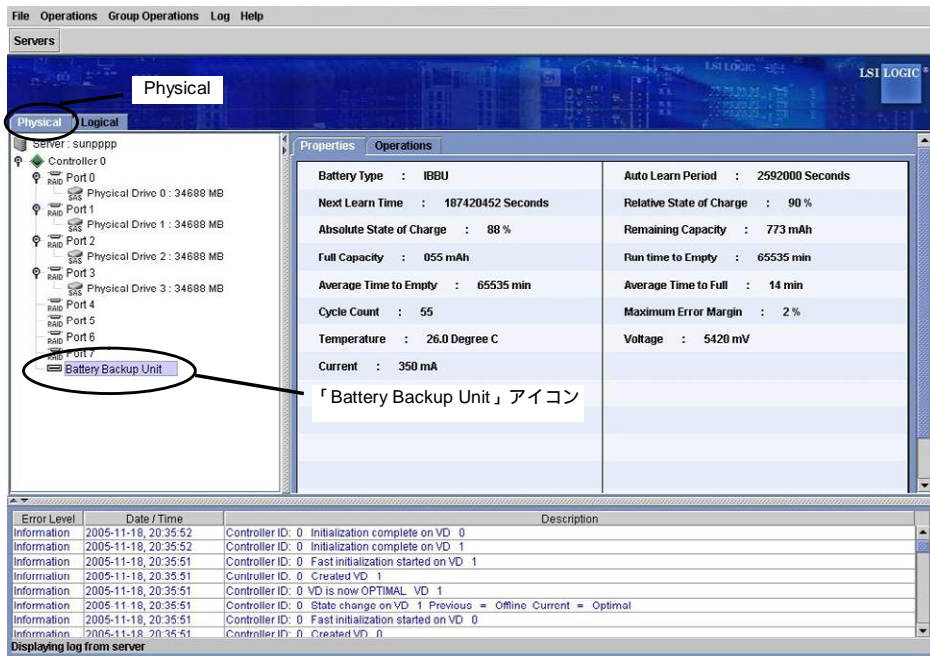 File Operations Group Operations Log Help
Servers
LSI LOGIC
LSI LOGIC ®
Physical
Physical Logical
Server : sunpppp
Controller 0
RAID Port 0
SAS Physical Drive 0 : 34688 MB
RAID Port 1
SAS Physical Drive 1 : 34688 MB
RAID Port 2
SAS Physical Drive 2 : 34688 MB
RAID Port 3
SAS Physical Drive 3 : 34688 MB
RAID Port 4
RAID Port 5
RAID Port 6
RAID Port 7
Battery Backup Unit
「Battery Backup Unit」アイコン
Properties Operations
Battery Type : IBBU Auto Learn Period : 2592000 Seconds
Next Learn Time : 187420452 Seconds Relative State of Charge : 90 %
Absolute State of Charge : 88 % Remaining Capacity : 773 mAh
Full Capacity : 855 mAh Run time to Empty : 65535 min
Average Time to Empty : 65535 min Average Time to Full : 14 min
Cycle Count : 55 Maximum Error Margin : 2 %
Temperature : 26.0 Degree C Voltage : 5420 mV
Current : 350 mA
Error Level Date / Time Description
Information 2005-11-18, 20:35:52 Controller ID: 0 Initialization complete on VD 0
Information 2005-11-18, 20:35:52 Controller ID: 0 Initialization complete on VD 1
Information 2005-11-18, 20:35:51 Controller ID: 0 Fast initialization started on VD 1
Information 2005-11-18, 20:35:51 Controller ID: 0 Created VD 1
Information 2005-11-18, 20:35:51 Controller ID: 0 VD is now OPTIMAL VD 1
Information 2005-11-18, 20:35:51 Controller ID: 0 State change on VD 1 Previous = Offline Current = Optimal
Information 2005-11-18, 20:35:51 Controller ID: 0 Fast initialization started on VD 0
Information 2005-11-18, 20:35:51 Controller ID: 0 Created VD 0
Displaying log from server